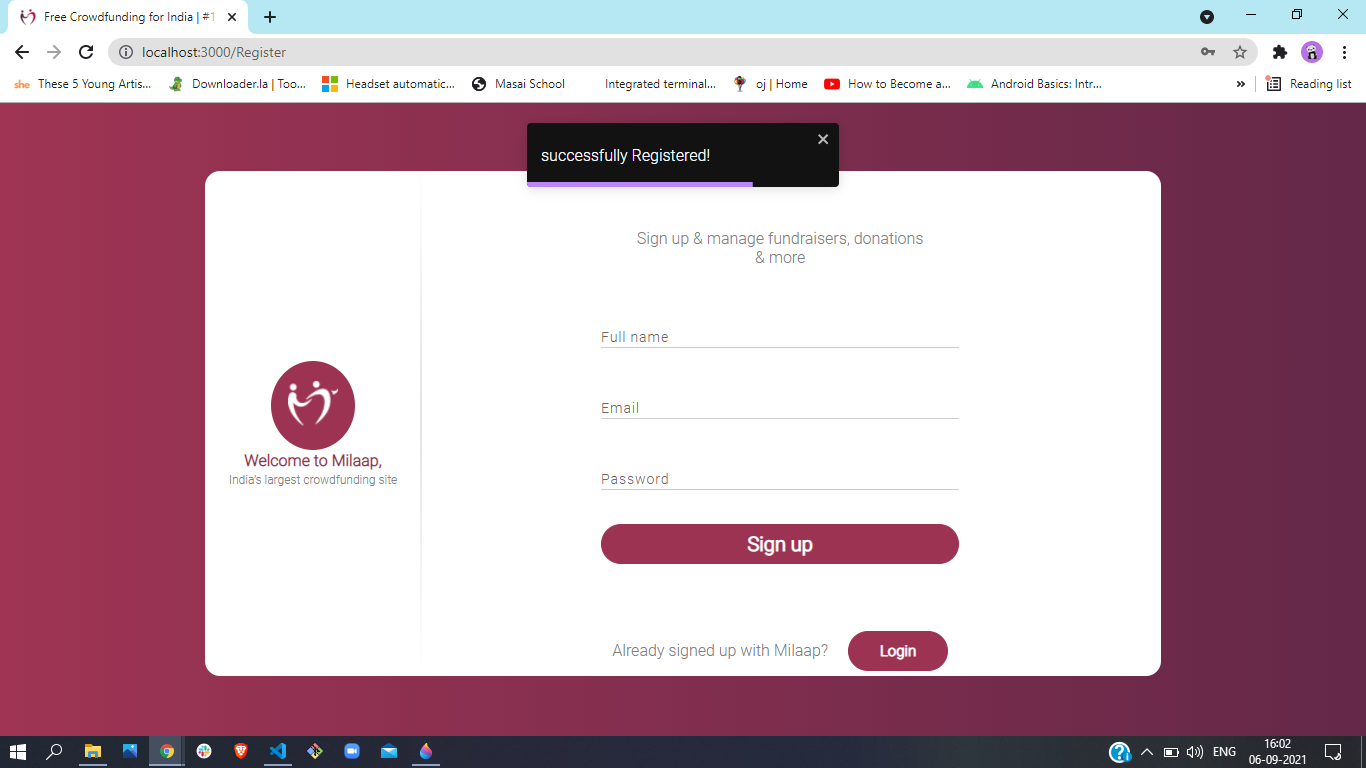 Free Crowdfunding for India | #1
localhost:3000/Register
she These 5 Young Artis... Downloader.la | Too... Headset automatic... Masai School Integrated terminal... oj | Home How to Become a... Android Basics: Intr... » Reading list
successfully Registered!
Sign up & manage fundraisers, donations
& more
Full name
Email
Password
Sign up
Already signed up with Milaap? Login
Welcome to Milaap,
India's largest crowdfunding site
ENG
16:02
06-09-2021